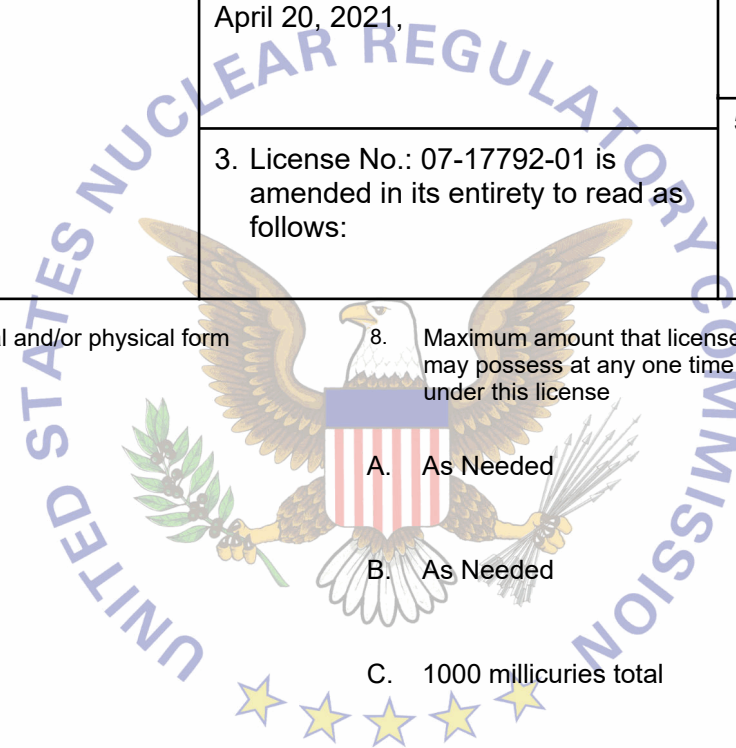 April 20, 2021,
3. License No.: 07-17792-01 is
amended in its entirety to read as
follows:
and/or physical form
8. Maximum amount that
may possess at any one time
under this license
A. As Needed
B. As Needed
C. 1000 millicuries total
UNITED STATES NUCLEAR REGULATORY COMMISSION